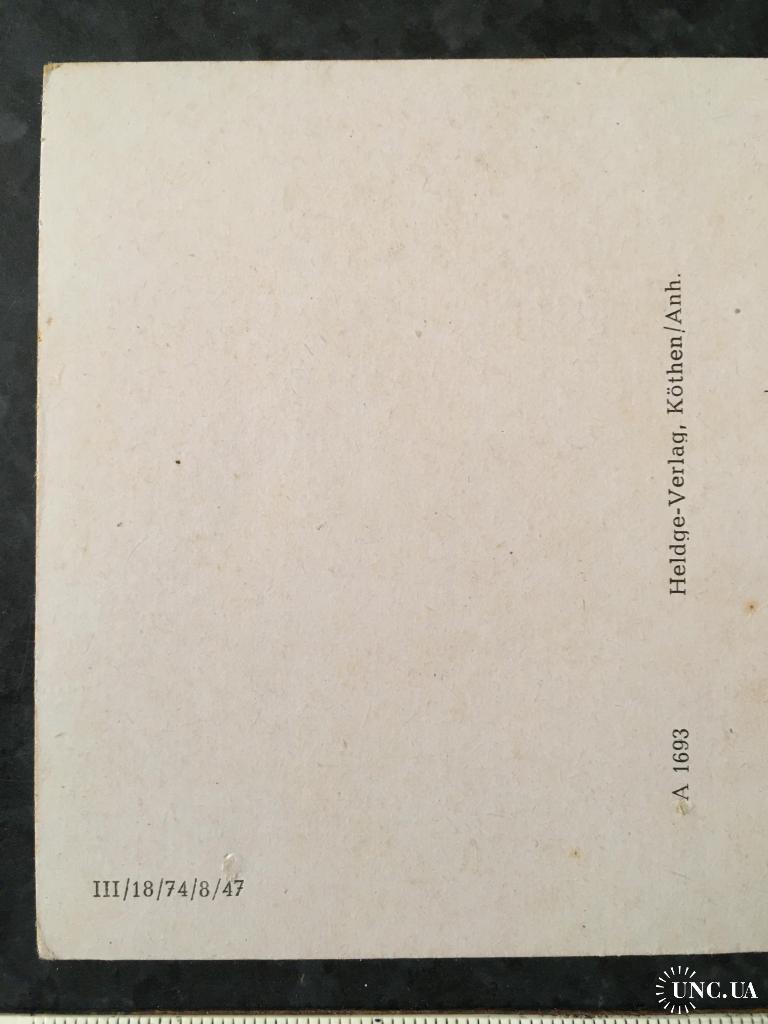 III/18/74/8/47
A 1693
Heldge-Verlag, Köthen/Anh.
UNC.UA